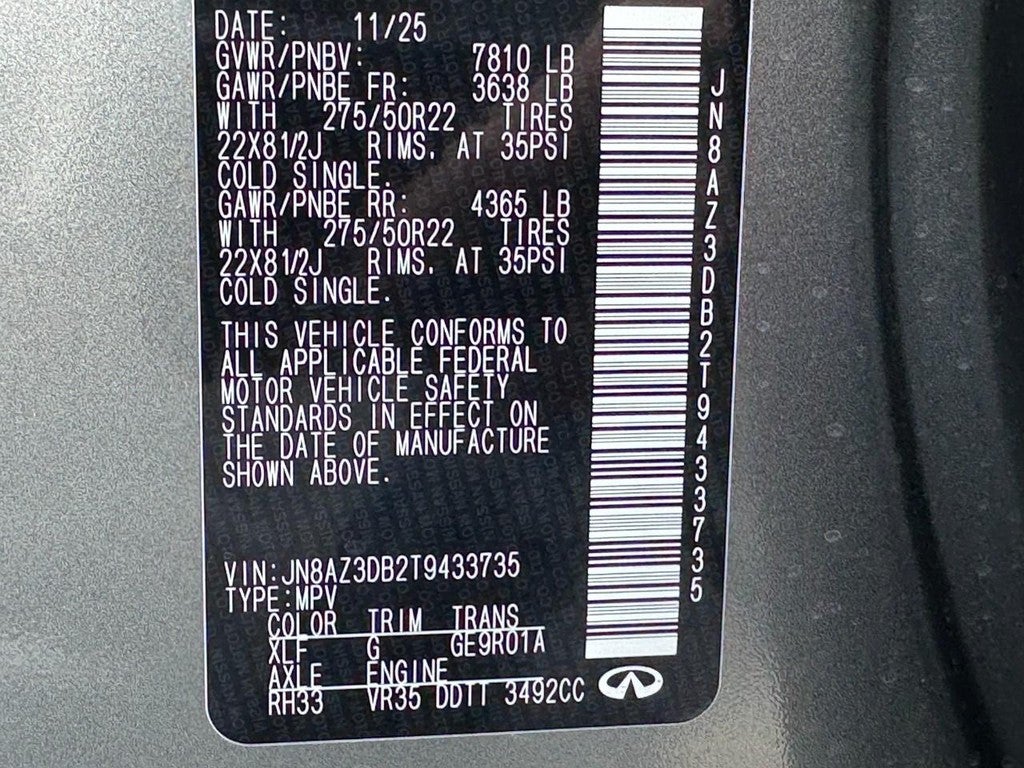 DATE: 11/25
GVWR/PNBV: 7810 LB
GAWR/PNBE FR: 3638 LB
WITH 275/50R22 TIRES
22X81/2J RIMS, AT 35PSI
COLD SINGLE.
GAWR/PNBE RR: 4365 LB
WITH 275/50R22 TIRES
22X81/2J RIMS, AT 35PSI
COLD SINGLE.
THIS VEHICLE CONFORMS TO
ALL APPLICABLE FEDERAL
MOTOR VEHICLE SAFETY
STANDARDS IN EFFECT ON
THE DATE OF MANUFACTURE
SHOWN ABOVE.
VIN:JN8AZ3DB2T9433735
TYPE:MPV
COLOR TRIM TRANS
XLF G GE9R01A
AXLE ENGINE
RH33 VR35 DDTT 3492CC
JN8AZ3DB2T9433735